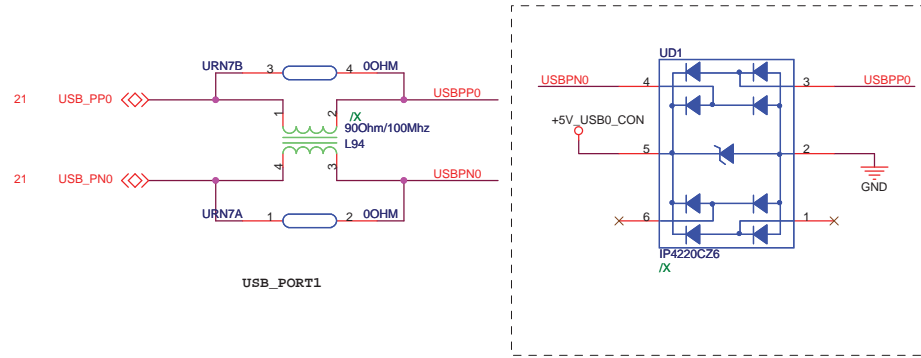 URN7B 3 4 0OHM
21 USB_PP0 USBPP0
1 2 /X
90Ohm/100Mhz
L94
4 3
21 USB_PN0 USBPN0
URN7A 1 2 0OHM
USB_PORT1
UD1
USBPN0 4 3 USBPP0
+5V_USB0_CON
5 2
GND
6 1
IP4220CZ6
/X